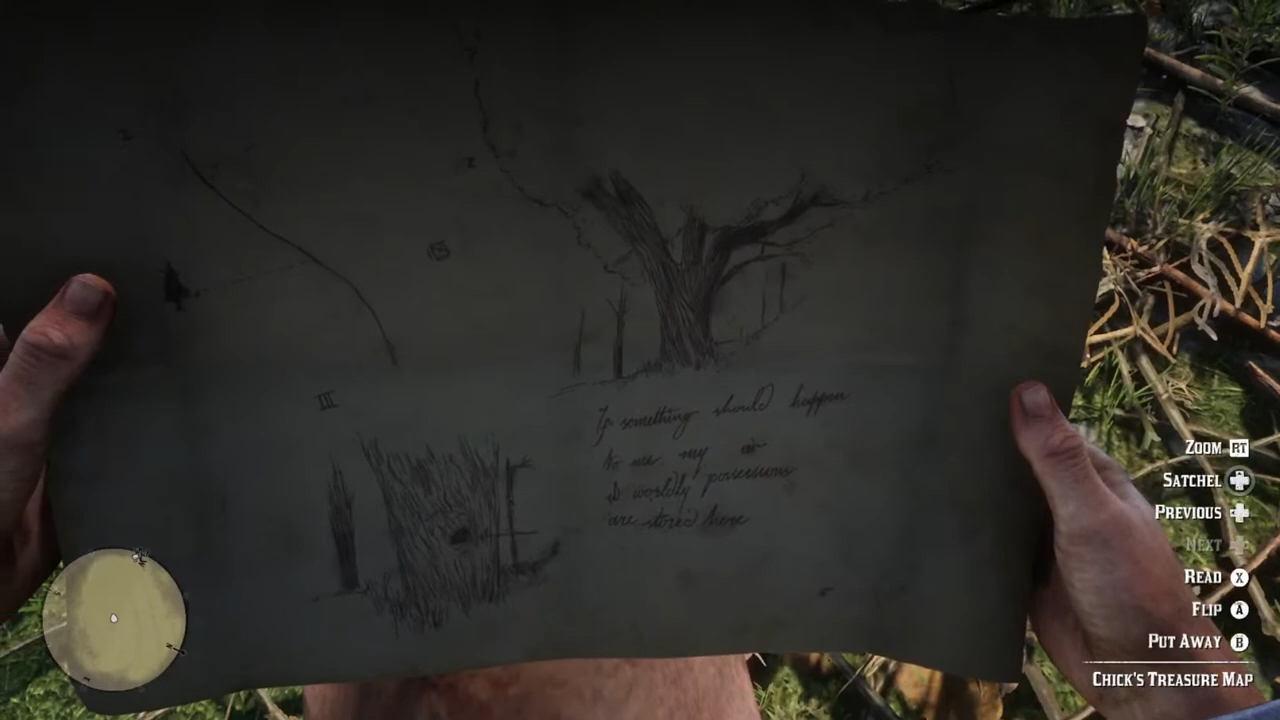 III
If something should happen
to me my
worldly possessions
are stored here
ZOOM RT
SATCHEL
PREVIOUS
NEXT
READ X
FLIP A
PUT AWAY B
CHICK'S TREASURE MAP